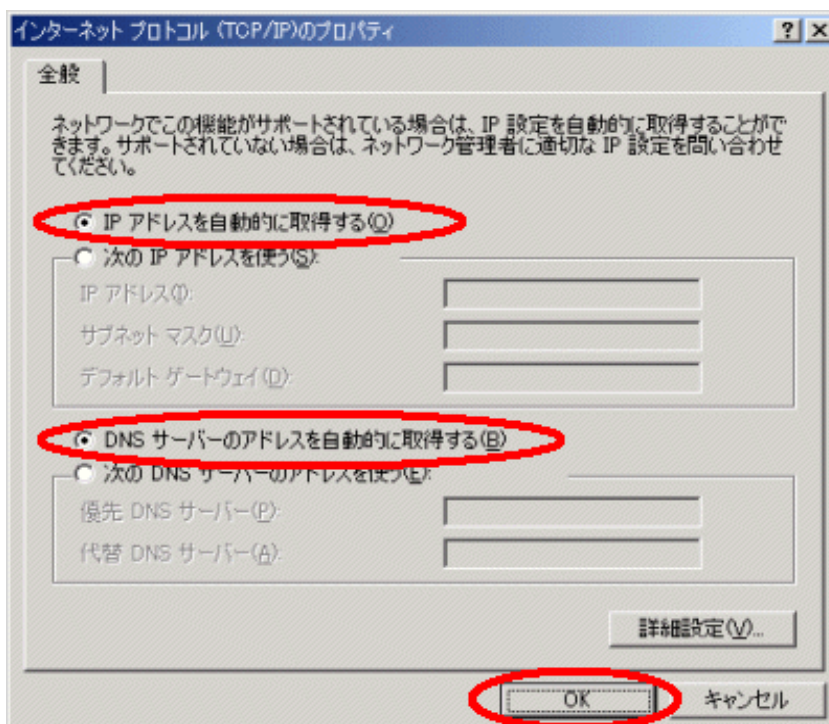 インターネット プロトコル (TCP/IP)のプロパティ
全般
ネットワークでこの機能がサポートされている場合は、IP 設定を自動的に取得することがで
きます。サポートされていない場合は、ネットワーク管理者に適切な IP 設定を問い合わせ
てください。
IP アドレスを自動的に取得する(O)
次の IP アドレスを使う(S):
IP アドレス(I):
サブネット マスク(U):
デフォルト ゲートウェイ(D):
DNS サーバーのアドレスを自動的に取得する(B)
次の DNS サーバーのアドレスを使う(E):
優先 DNS サーバー(P):
代替 DNS サーバー(A):
詳細設定(V)...
OK
キャンセル